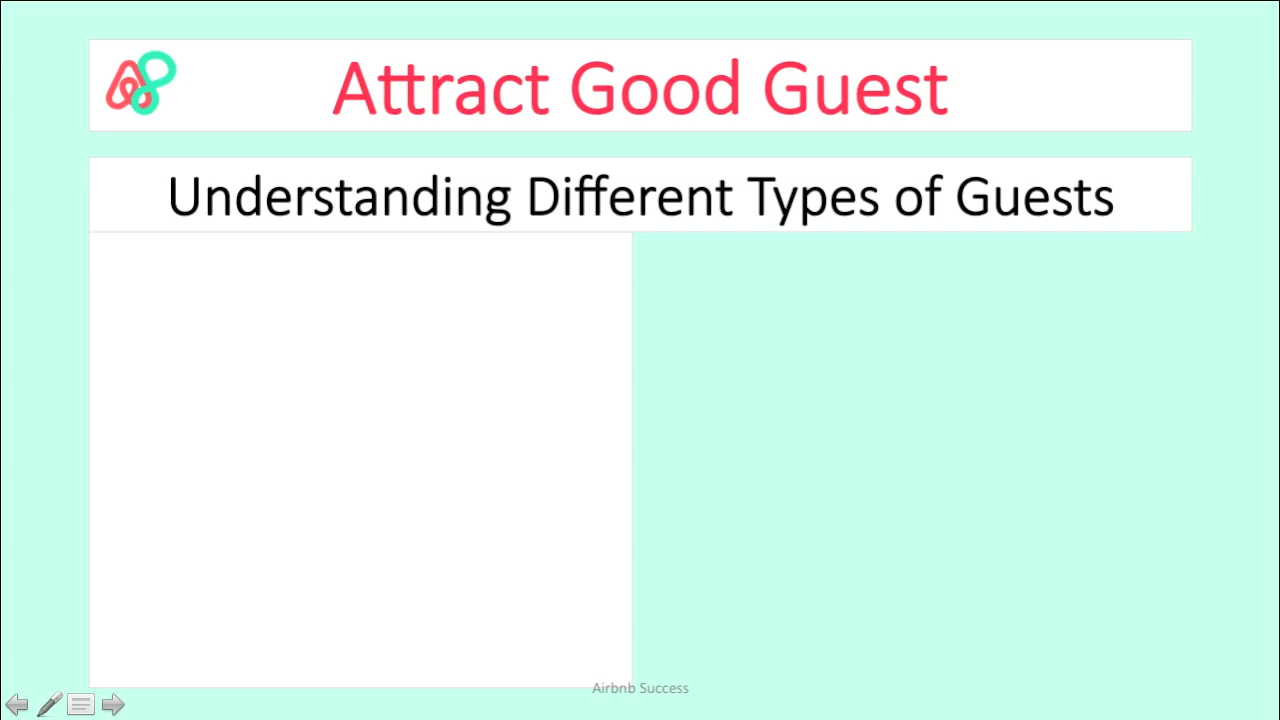 Attract Good Guest
Understanding Different Types of Guests
Airbnb Success